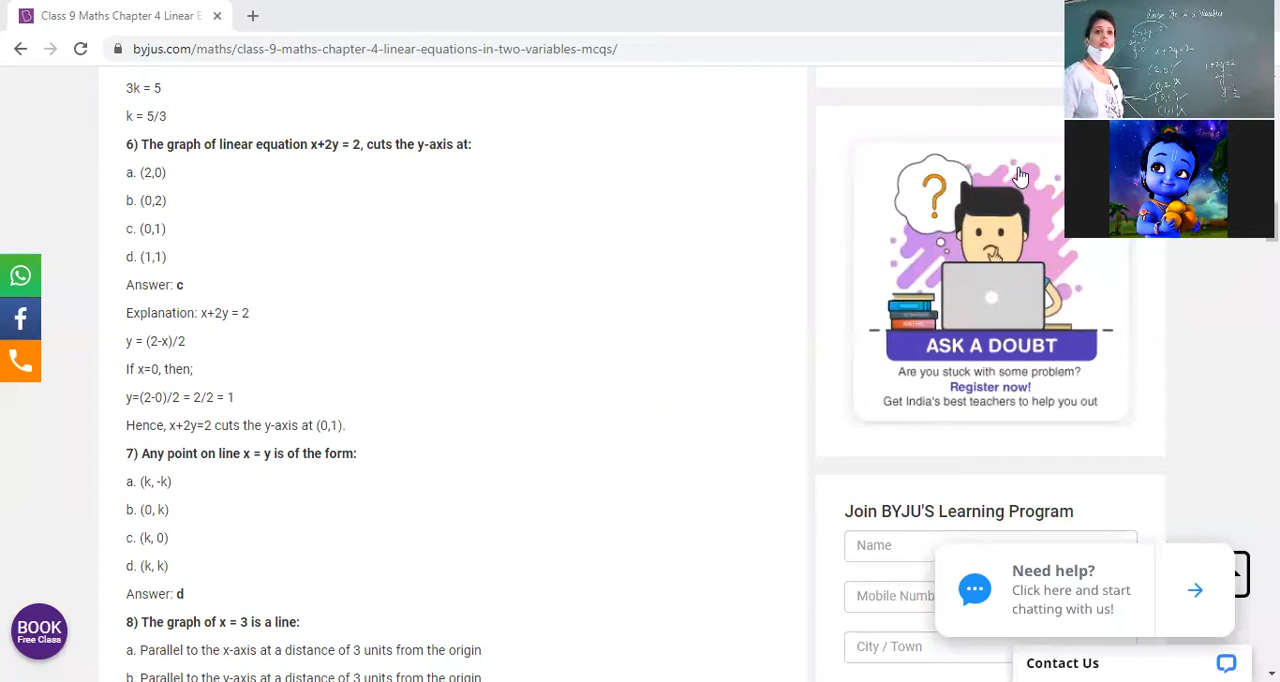 Class 9 Maths Chapter 4 Linear E
byjus.com/maths/class-9-maths-chapter-4-linear-equations-in-two-variables-mcqs/
3k = 5
k = 5/3
6) The graph of linear equation x+2y = 2, cuts the y-axis at:
a. (2,0)
b. (0,2)
c. (0,1)
d. (1,1)
Answer: c
Explanation: x+2y = 2
y = (2-x)/2
If x=0, then;
y=(2-0)/2 = 2/2 = 1
Hence, x+2y=2 cuts the y-axis at (0,1).
7) Any point on line x = y is of the form:
a. (k, -k)
b. (0, k)
c. (k, 0)
d. (k, k)
Answer: d
8) The graph of x = 3 is a line:
a. Parallel to the x-axis at a distance of 3 units from the origin
b. Parallel to the y-axis at a distance of 3 units from the origin
BOOK
Free Class
?
ASK A DOUBT
Are you stuck with some problem?
Register now!
Get India's best teachers to help you out
Join BYJU'S Learning Program
Name
Mobile Numb
City / Town
Need help?
Click here and start
chatting with us!
Contact Us
x + 2y = 2